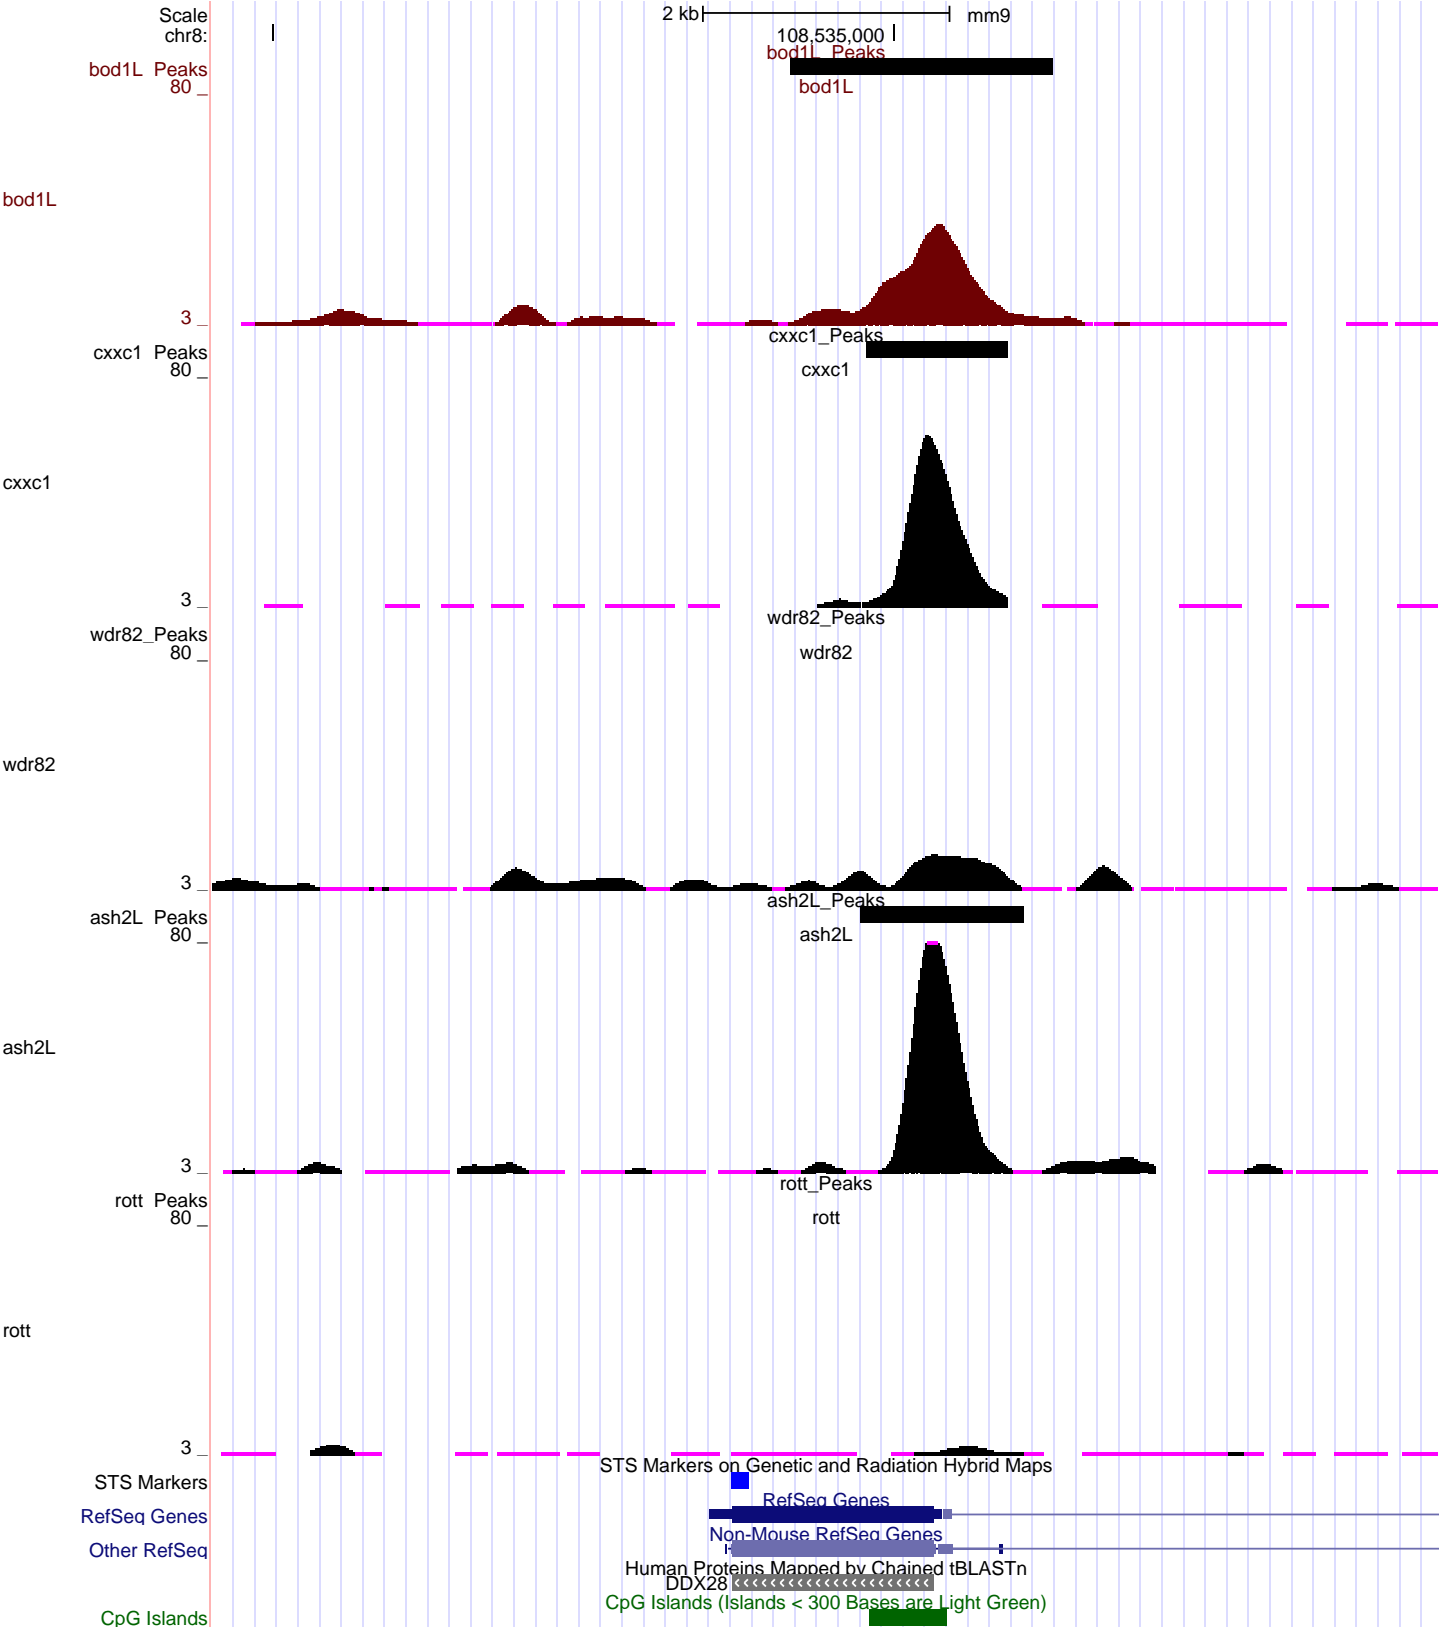 Scale 2 kb mm9
chr8: 108,535,000
bod1L_Peaks
bod1L Peaks
80 _ bod1L
bod1L
3 _
cxxc1_Peaks
cxxc1 Peaks
80 _ cxxc1
cxxc1
3 _
wdr82_Peaks
wdr82_Peaks
80 _ wdr82
wdr82
3 _
ash2L_Peaks
ash2L Peaks
80 _ ash2L
ash2L
3 _
rott_Peaks
rott Peaks
80 _ rott
rott
3 _
STS Markers on Genetic and Radiation Hybrid Maps
STS Markers
RefSeq Genes
RefSeq Genes
Non-Mouse RefSeq Genes
Other RefSeq
Human Proteins Mapped by Chained tBLASTn
DDX28
CpG Islands (Islands < 300 Bases are Light Green)
CpG Islands